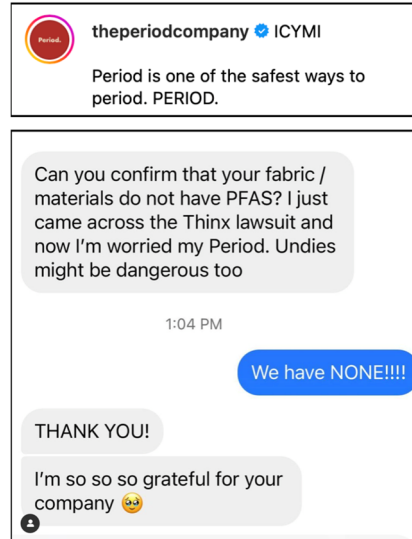 Period.
theperiodcompany ICYMI
Period is one of the safest ways to
period. PERIOD.
Can you confirm that your fabric /
materials do not have PFAS? I just
came across the Thinx lawsuit and
now I'm worried my Period. Undies
might be dangerous too
1:04 PM
We have NONE!!!!
THANK YOU!
I'm so so so grateful for your
company 🥹